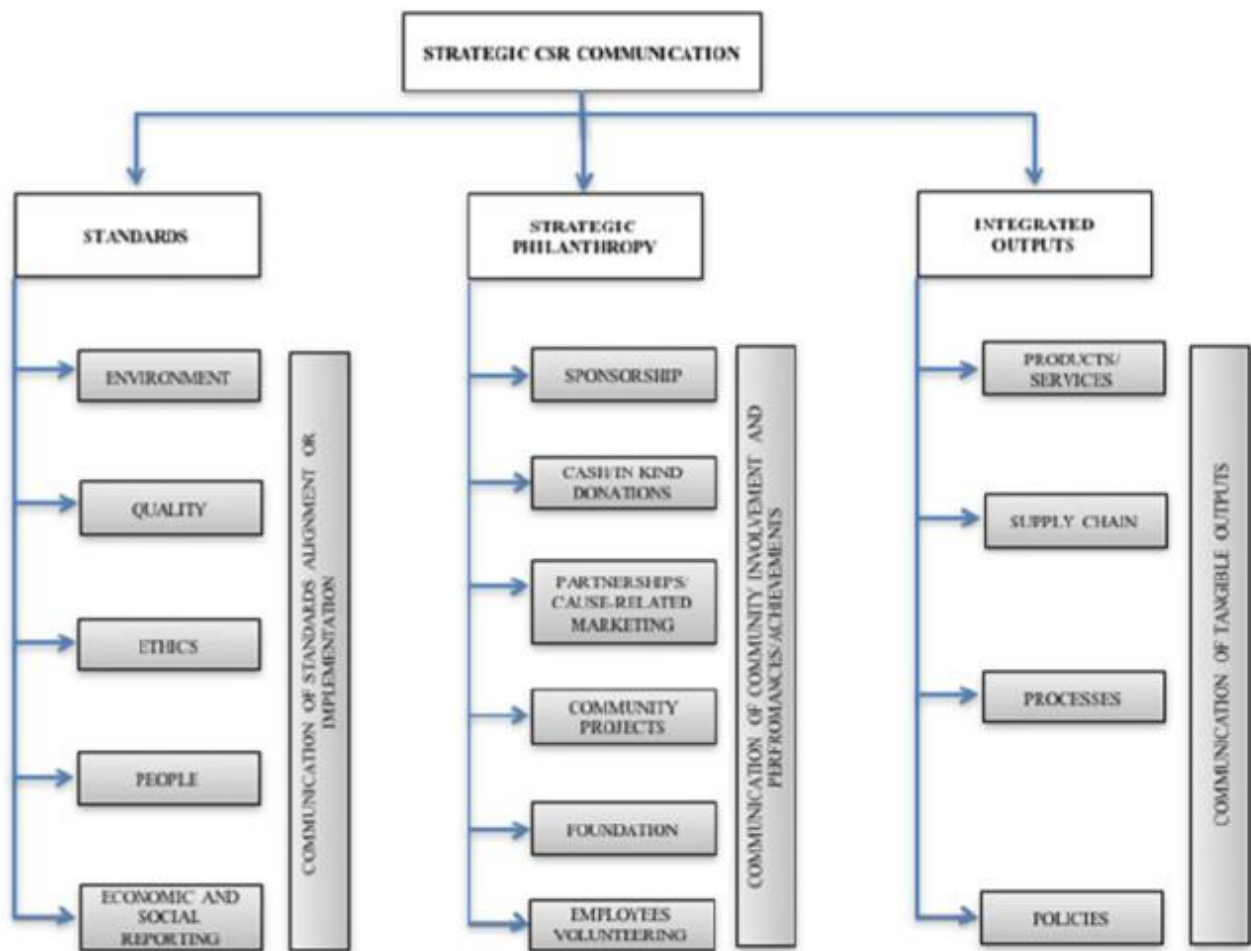 STRATEGIC CSR COMMUNICATION
STANDARDS
ENVIRONMENT
QUALITY
ETHICS
PEOPLE
ECONOMIC AND
SOCIAL
REPORTING
COMMUNICATION OF STANDARDS ALIGNMENT OR
IMPLEMENTATION
STRATEGIC
PHILANTHROPY
SPONSORSHIP
CASH/IN KIND
DONATIONS
PARTNERSHIPS/
CAUSE-RELATED
MARKETING
COMMUNITY
PROJECTS
FOUNDATION
EMPLOYEES
VOLUNTEERING
COMMUNICATION OF COMMUNITY INVOLVEMENT AND
PERFROMANCES/ACHIEVEMENTS
INTEGRATED
OUTPUTS
PRODUCTS/
SERVICES
SUPPLY CHAIN
PROCESSES
POLICIES
COMMUNICATION OF TANGIBLE OUTPUTS